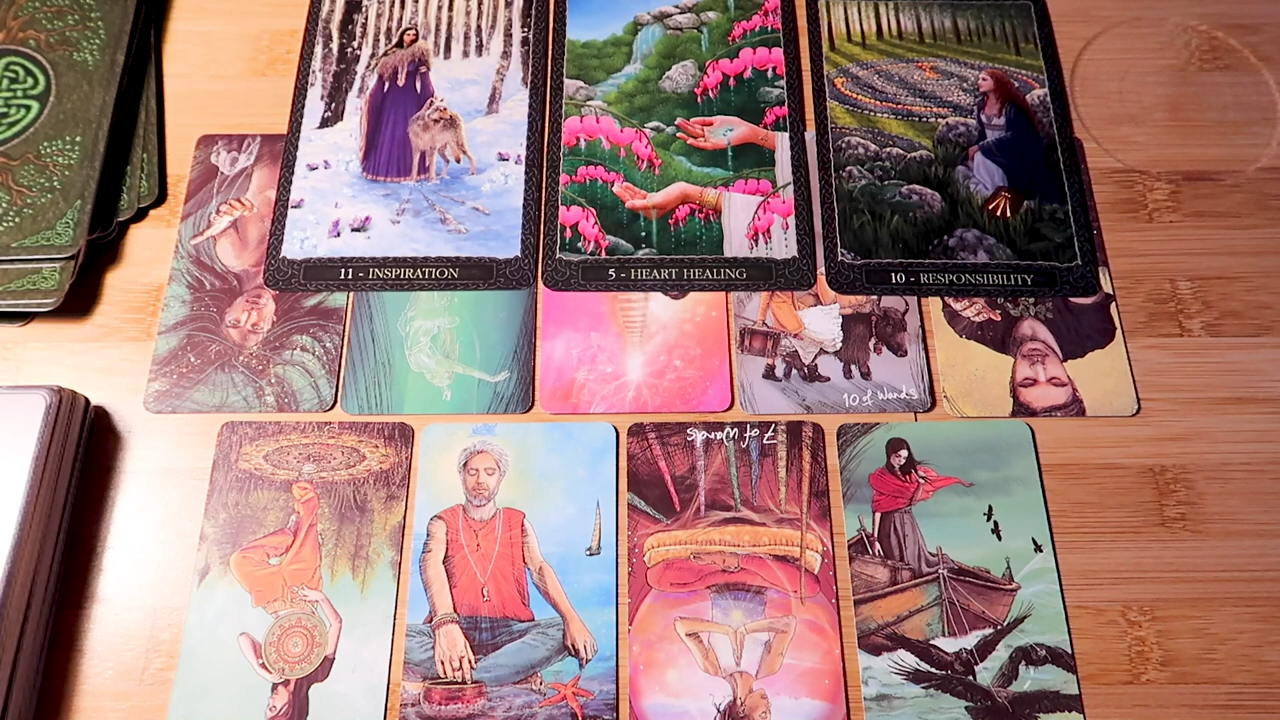 11 - INSPIRATION
5 - HEART HEALING
10 - RESPONSIBILITY
10 of Wands
7 of Wands